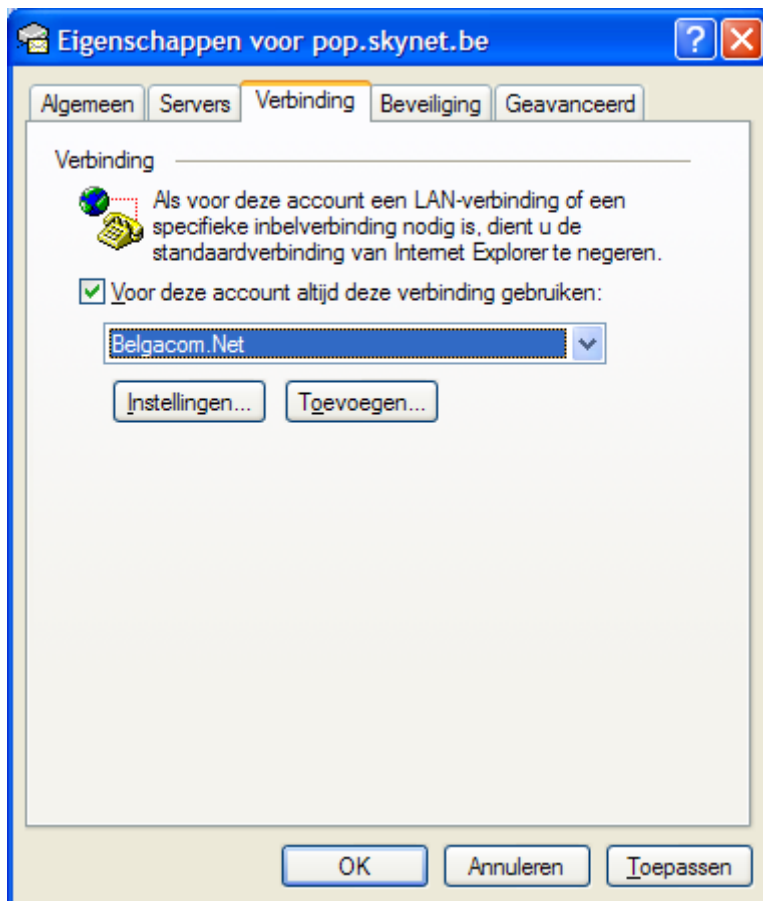 Eigenschappen voor pop.skynet.be
Algemeen Servers Verbinding Beveiliging Geavanceerd
Verbinding
Als voor deze account een LAN-verbinding of een
specifieke inbelverbinding nodig is, dient u de
standaardverbinding van Internet Explorer te negeren.
Voor deze account altijd deze verbinding gebruiken:
Belgacom.Net
Instellingen... Toevoegen...
OK Annuleren Toepassen